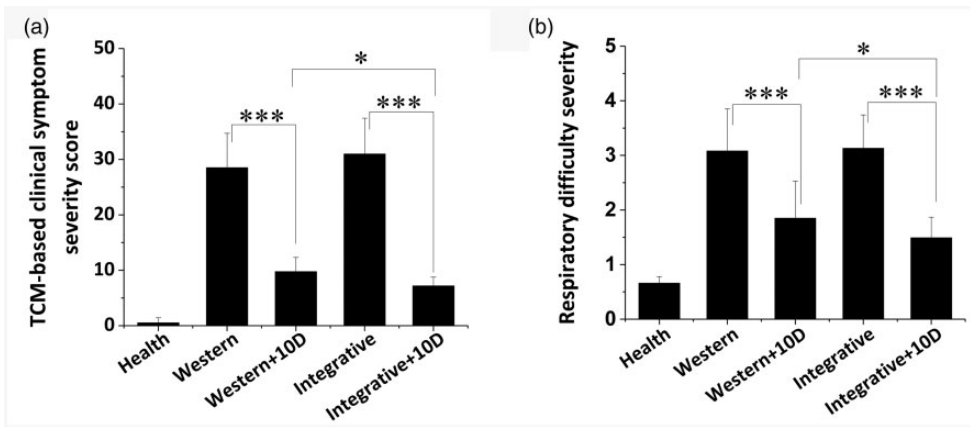 (a)
TCM-based clinical symptom
severity score
50
40
30
20
10
0
***
***
*
Health
Western
Western+10D
Integrative
Integrative+10D
(b)
Respiratory difficulty severity
5
4
3
2
1
0
***
***
*
Health
Western
Western+10D
Integrative
Integrative+10D